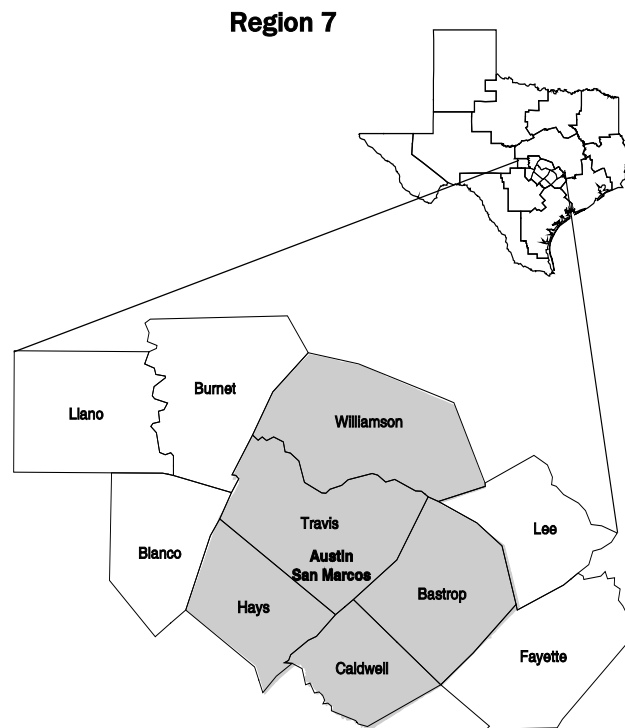 Region 7
Burnet
Llano
Williamson
Travis
Lee
Blanco
Austin
San Marcos
Bastrop
Hays
Fayette
Caldwell